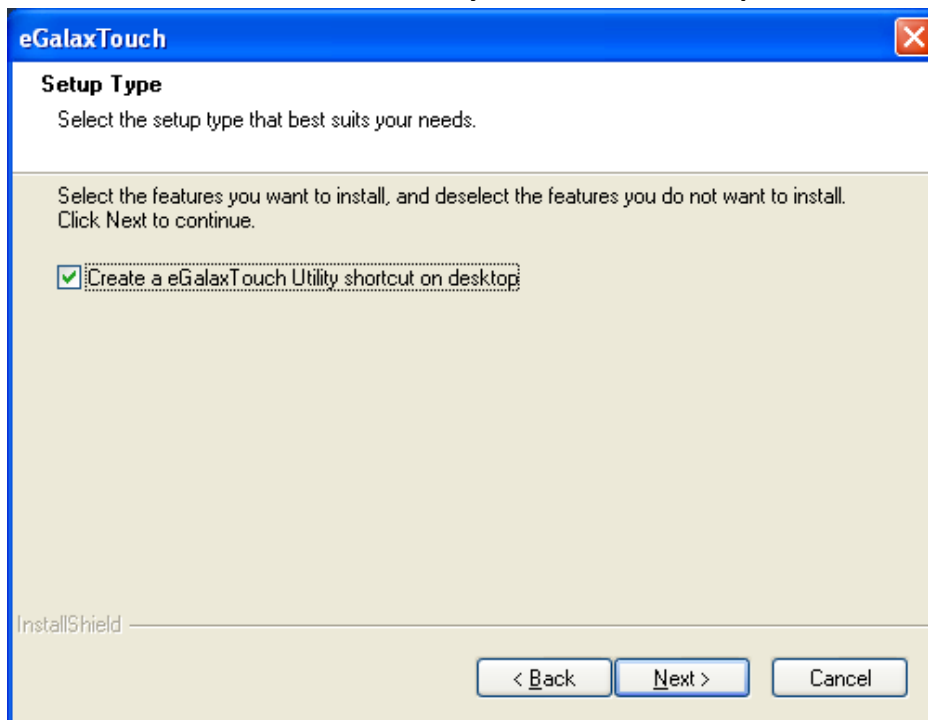 eGalaxTouch
Setup Type
Select the setup type that best suits your needs.
Select the features you want to install, and deselect the features you do not want to install.
Click Next to continue.
Create a eGalaxTouch Utility shortcut on desktop
InstallShield
< Back
Next >
Cancel